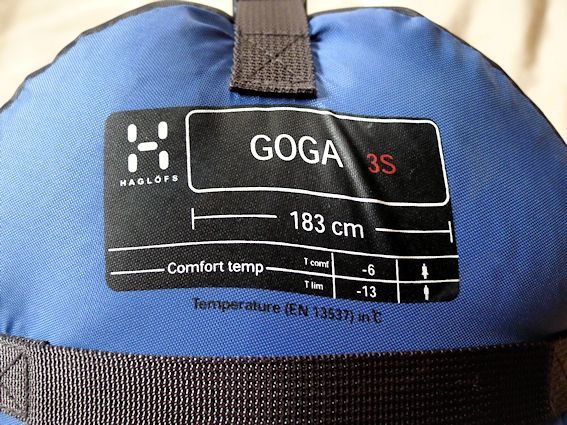 HAGLÖFS
GOGA 3S
183 cm
Comfort temp
T comf -6
T lim -13
Temperature (EN 13537) in °C